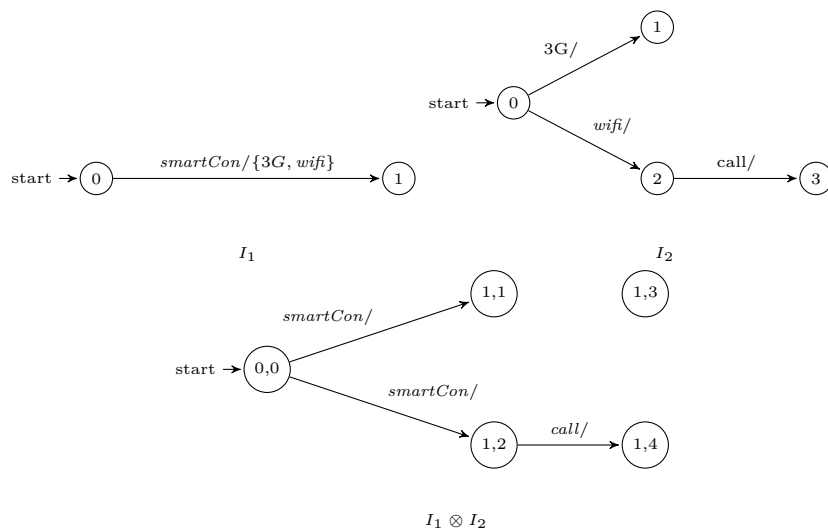 1
3G/
start
0
wifi/
smartCon/{3G, wifi}
call/
start
0
1
2
3
I1
I2
1,1
1,3
smartCon/
start
0,0
smartCon/
call/
1,2
1,4
I1 ⊗ I2